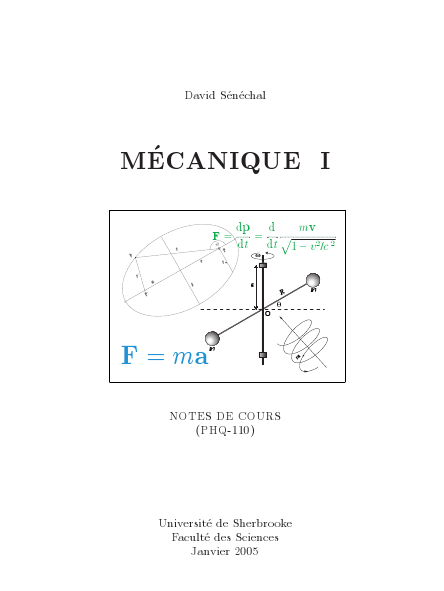 David Sénéchal
MÉCANIQUE I
F = dp/dt = d/dt mv/√(1 − v²/c²)
F = ma
NOTES DE COURS
(PHQ-110)
Université de Sherbrooke
Faculté des Sciences
Janvier 2005